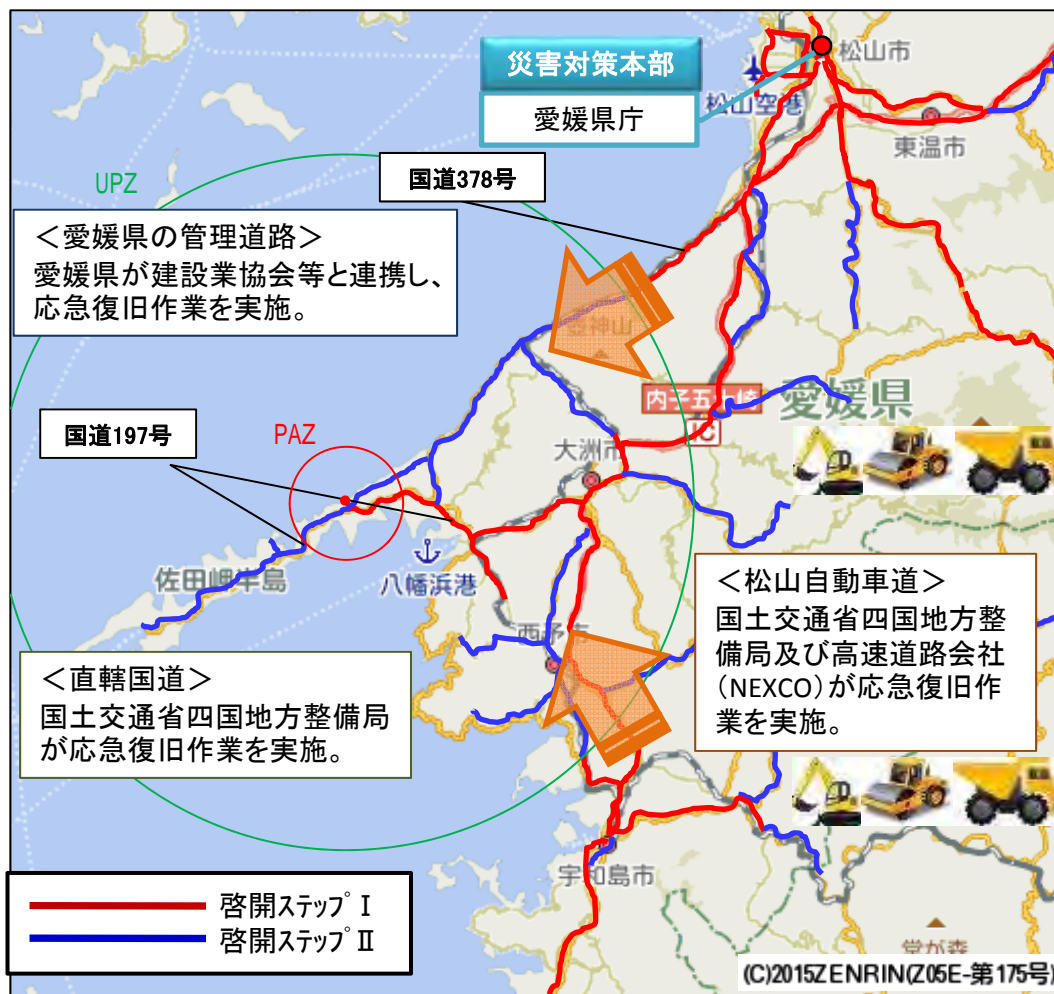 災害対策本部
愛媛県庁
松山市
松山空港
東温市
国道378号
UPZ
＜愛媛県の管理道路＞
愛媛県が建設業協会等と連携し、
応急復旧作業を実施。
内子五十崎
IC
愛媛県
国道197号
PAZ
大洲市
佐田岬半島
八幡浜港
＜松山自動車道＞
国土交通省四国地方整
備局及び高速道路会社
（NEXCO）が応急復旧作
業を実施。
西予市
＜直轄国道＞
国土交通省四国地方整備局
が応急復旧作業を実施。
宇和島市
啓開ステップⅠ
啓開ステップⅡ
堂が森
(C)2015ZENRIN(Z05E-第175号)